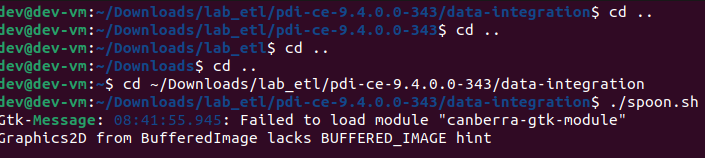 dev@dev-vm:~/Downloads/lab_etl/pdi-ce-9.4.0.0-343/data-integration$ cd ..
dev@dev-vm:~/Downloads/lab_etl/pdi-ce-9.4.0.0-343$ cd ..
dev@dev-vm:~/Downloads/lab_etl$ cd ..
dev@dev-vm:~/Downloads$ cd ..
dev@dev-vm:~$ cd ~/Downloads/lab_etl/pdi-ce-9.4.0.0-343/data-integration
dev@dev-vm:~/Downloads/lab_etl/pdi-ce-9.4.0.0-343/data-integration$ ./spoon.sh
Gtk-Message: 08:41:55.945: Failed to load module "canberra-gtk-module"
Graphics2D from BufferedImage lacks BUFFERED_IMAGE hint